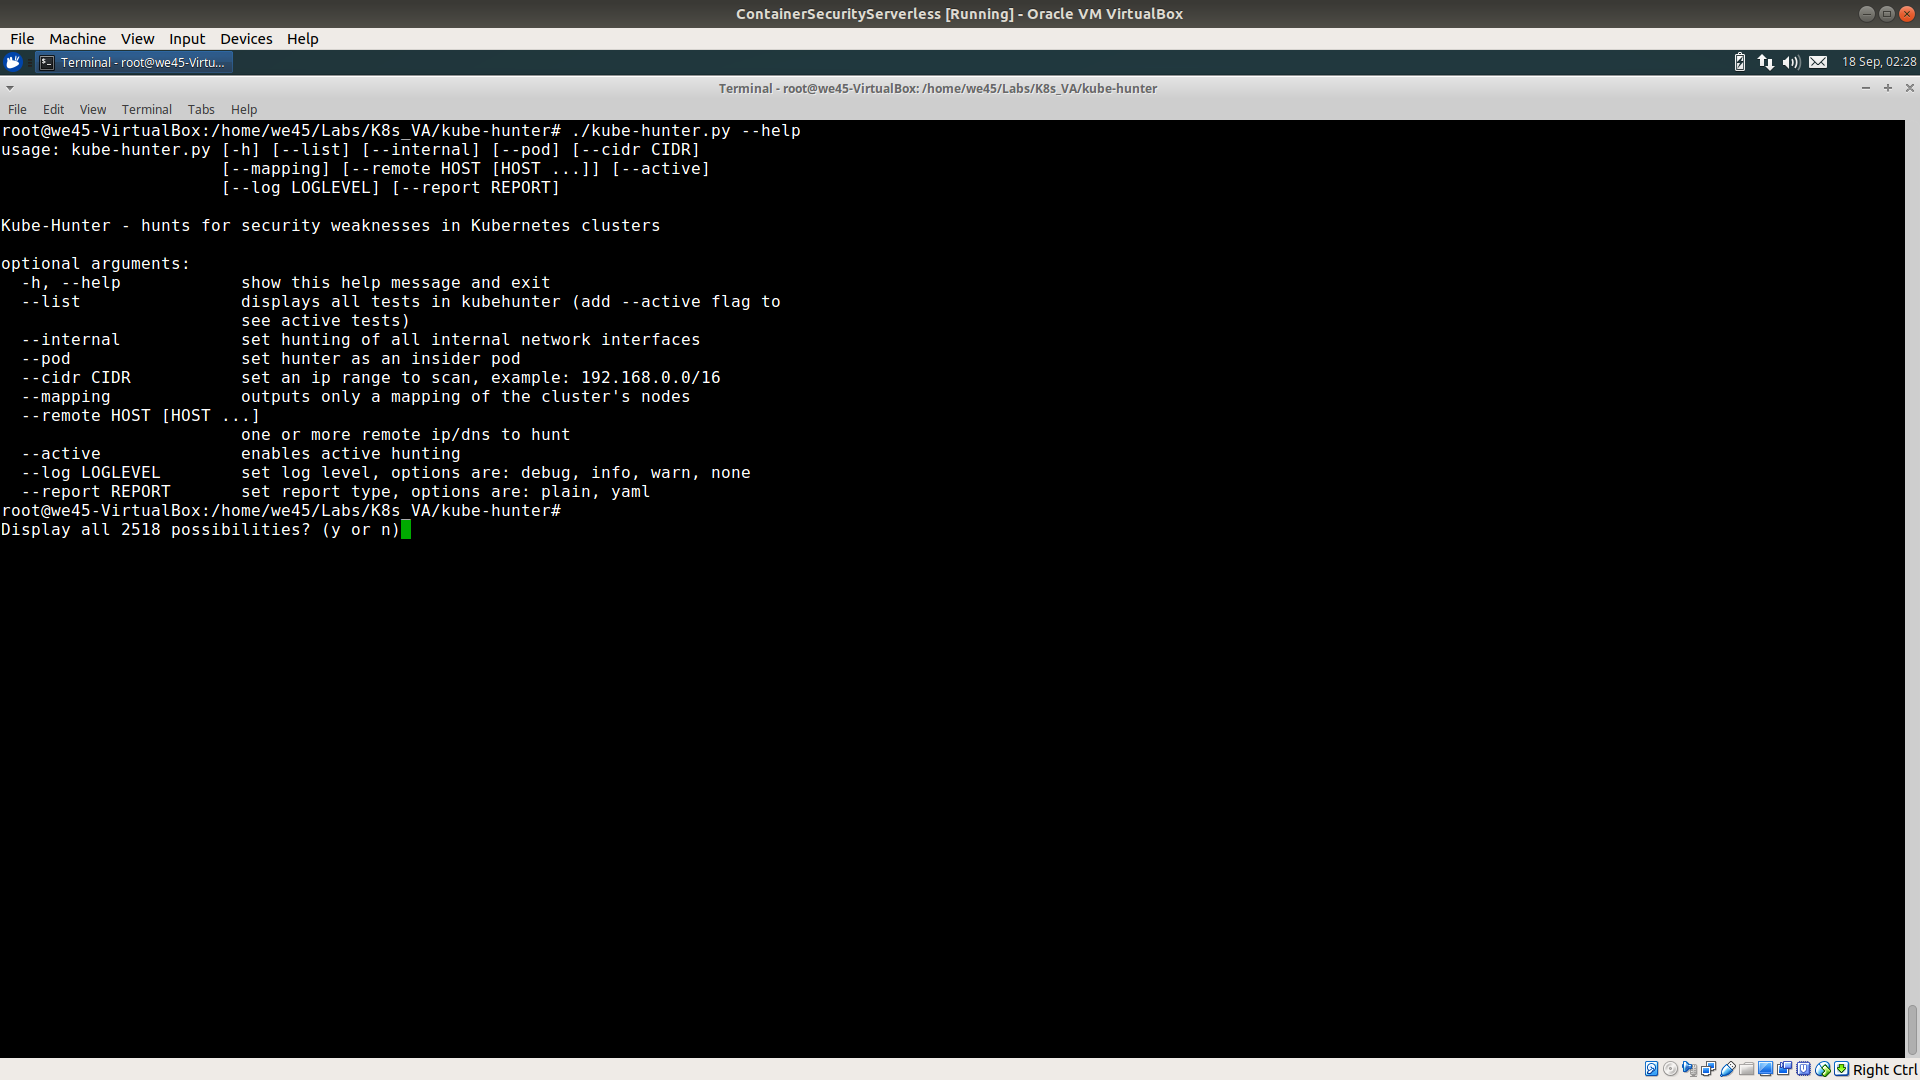 ContainerSecurityServerless [Running] - Oracle VM VirtualBox
File Machine View Input Devices Help
Terminal - root@we45-Virtu...
18 Sep, 02:28
Terminal - root@we45-VirtualBox: /home/we45/Labs/K8s_VA/kube-hunter
File Edit View Terminal Tabs Help
root@we45-VirtualBox:/home/we45/Labs/K8s_VA/kube-hunter# ./kube-hunter.py --help
usage: kube-hunter.py [-h] [--list] [--internal] [--pod] [--cidr CIDR]
[--mapping] [--remote HOST [HOST ...]] [--active]
[--log LOGLEVEL] [--report REPORT]
Kube-Hunter - hunts for security weaknesses in Kubernetes clusters
optional arguments:
-h, --help show this help message and exit
--list displays all tests in kubehunter (add --active flag to
see active tests)
--internal set hunting of all internal network interfaces
--pod set hunter as an insider pod
--cidr CIDR set an ip range to scan, example: 192.168.0.0/16
--mapping outputs only a mapping of the cluster's nodes
--remote HOST [HOST ...]
one or more remote ip/dns to hunt
--active enables active hunting
--log LOGLEVEL set log level, options are: debug, info, warn, none
--report REPORT set report type, options are: plain, yaml
root@we45-VirtualBox:/home/we45/Labs/K8s_VA/kube-hunter#
Display all 2518 possibilities? (y or n)
Right Ctrl